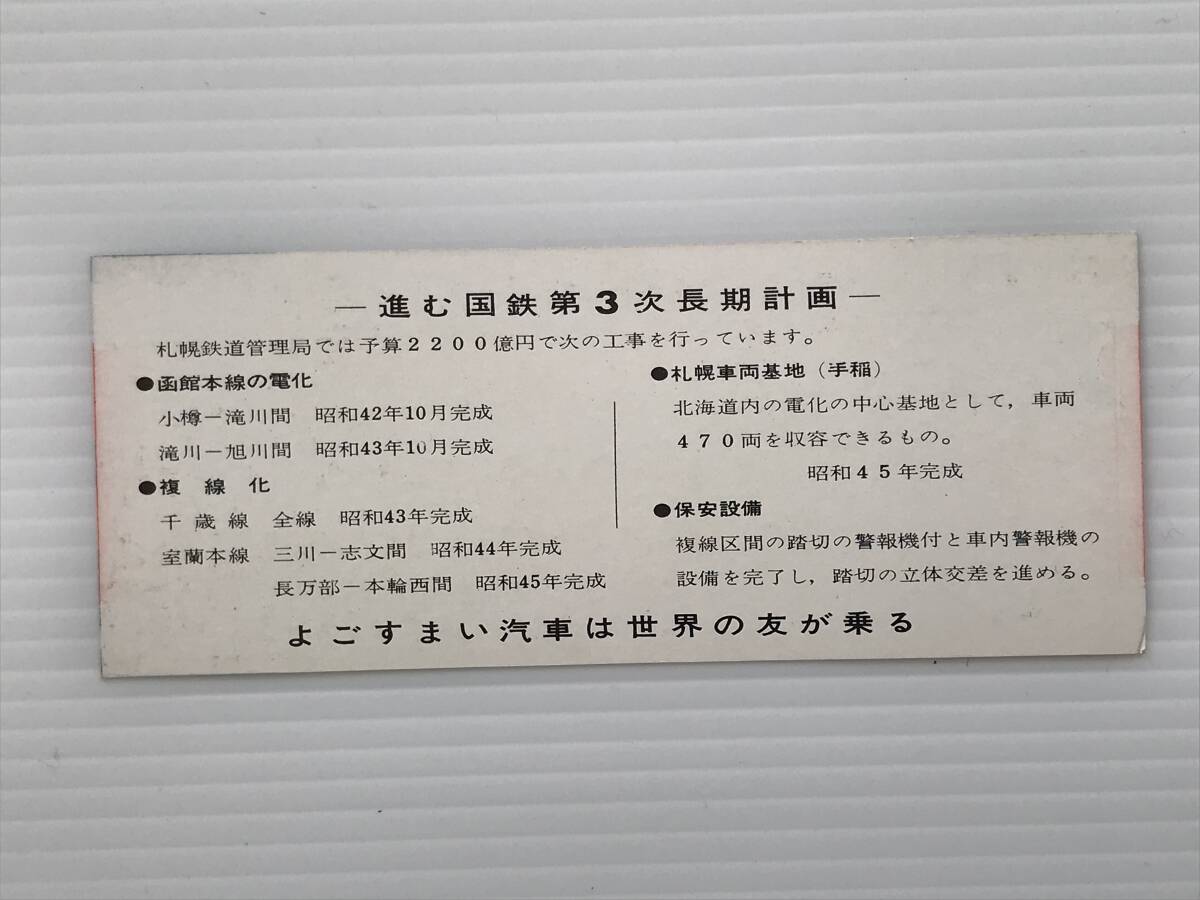 ―進む国鉄第3次長期計画―
札幌鉄道管理局では予算2200億円で次の工事を行っています。
●函館本線の電化
小樽―滝川間 昭和42年10月完成
滝川―旭川間 昭和43年10月完成
●複線化
千歳線 全線 昭和43年完成
室蘭本線 三川―志文間 昭和44年完成
長万部―本輪西間 昭和45年完成
●札幌車両基地（手稲）
北海道内の電化の中心基地として，車両
470両を収容できるもの。
昭和45年完成
●保安設備
複線区間の踏切の警報機付と車内警報機の
設備を完了し，踏切の立体交差を進める。
よごすまい汽車は世界の友が乗る